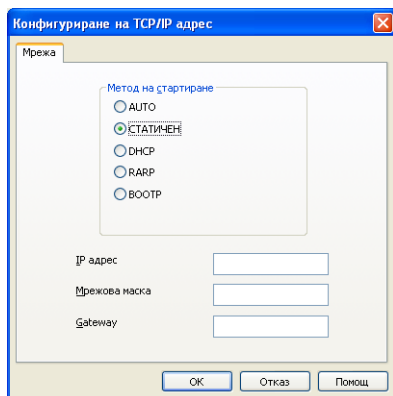 Конфигуриране на TCP/IP адрес
Мрежа
Метод на стартиране
AUTO
СТАТИЧЕН
DHCP
RARP
BOOTP
IP адрес
Мрежова маска
Gateway
OK
Отказ
Помощ